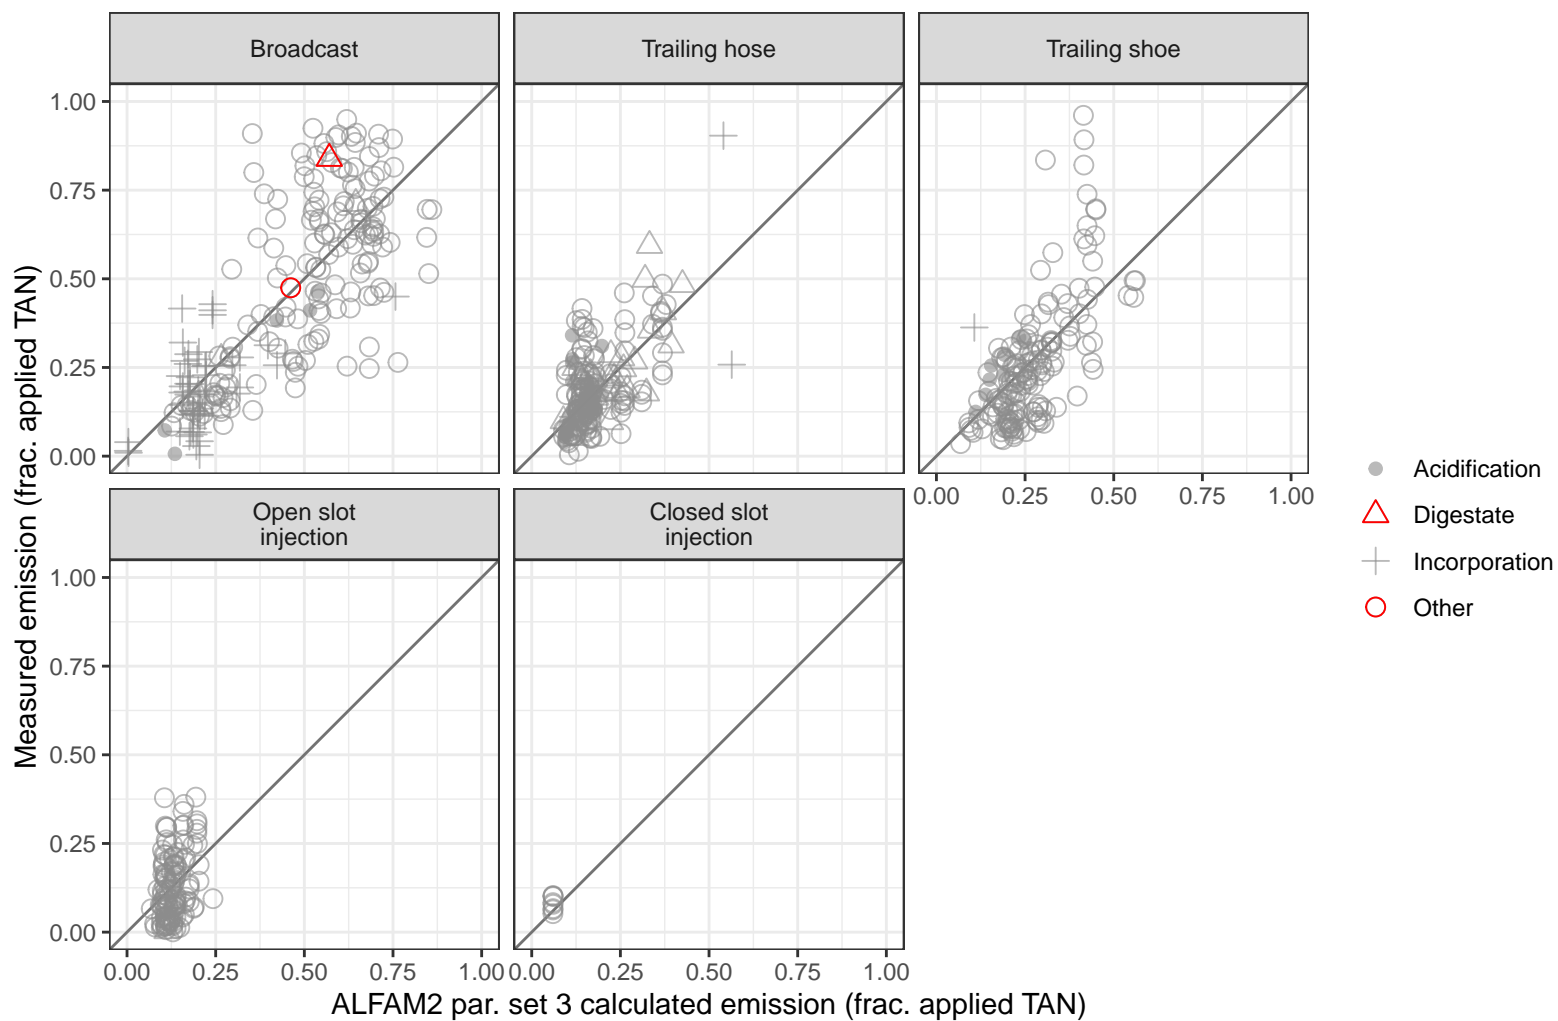 Broadcast
Trailing hose
Trailing shoe
1.00
0.75
0.50
0.25
0.00
0.00 0.25 0.50 0.75 1.00
Open slot
injection
Closed slot
injection
1.00
0.75
0.50
0.25
0.00
0.00 0.25 0.50 0.75 1.00
0.00 0.25 0.50 0.75 1.00
Measured emission (frac. applied TAN)
ALFAM2 par. set 3 calculated emission (frac. applied TAN)
Acidification
Digestate
Incorporation
Other